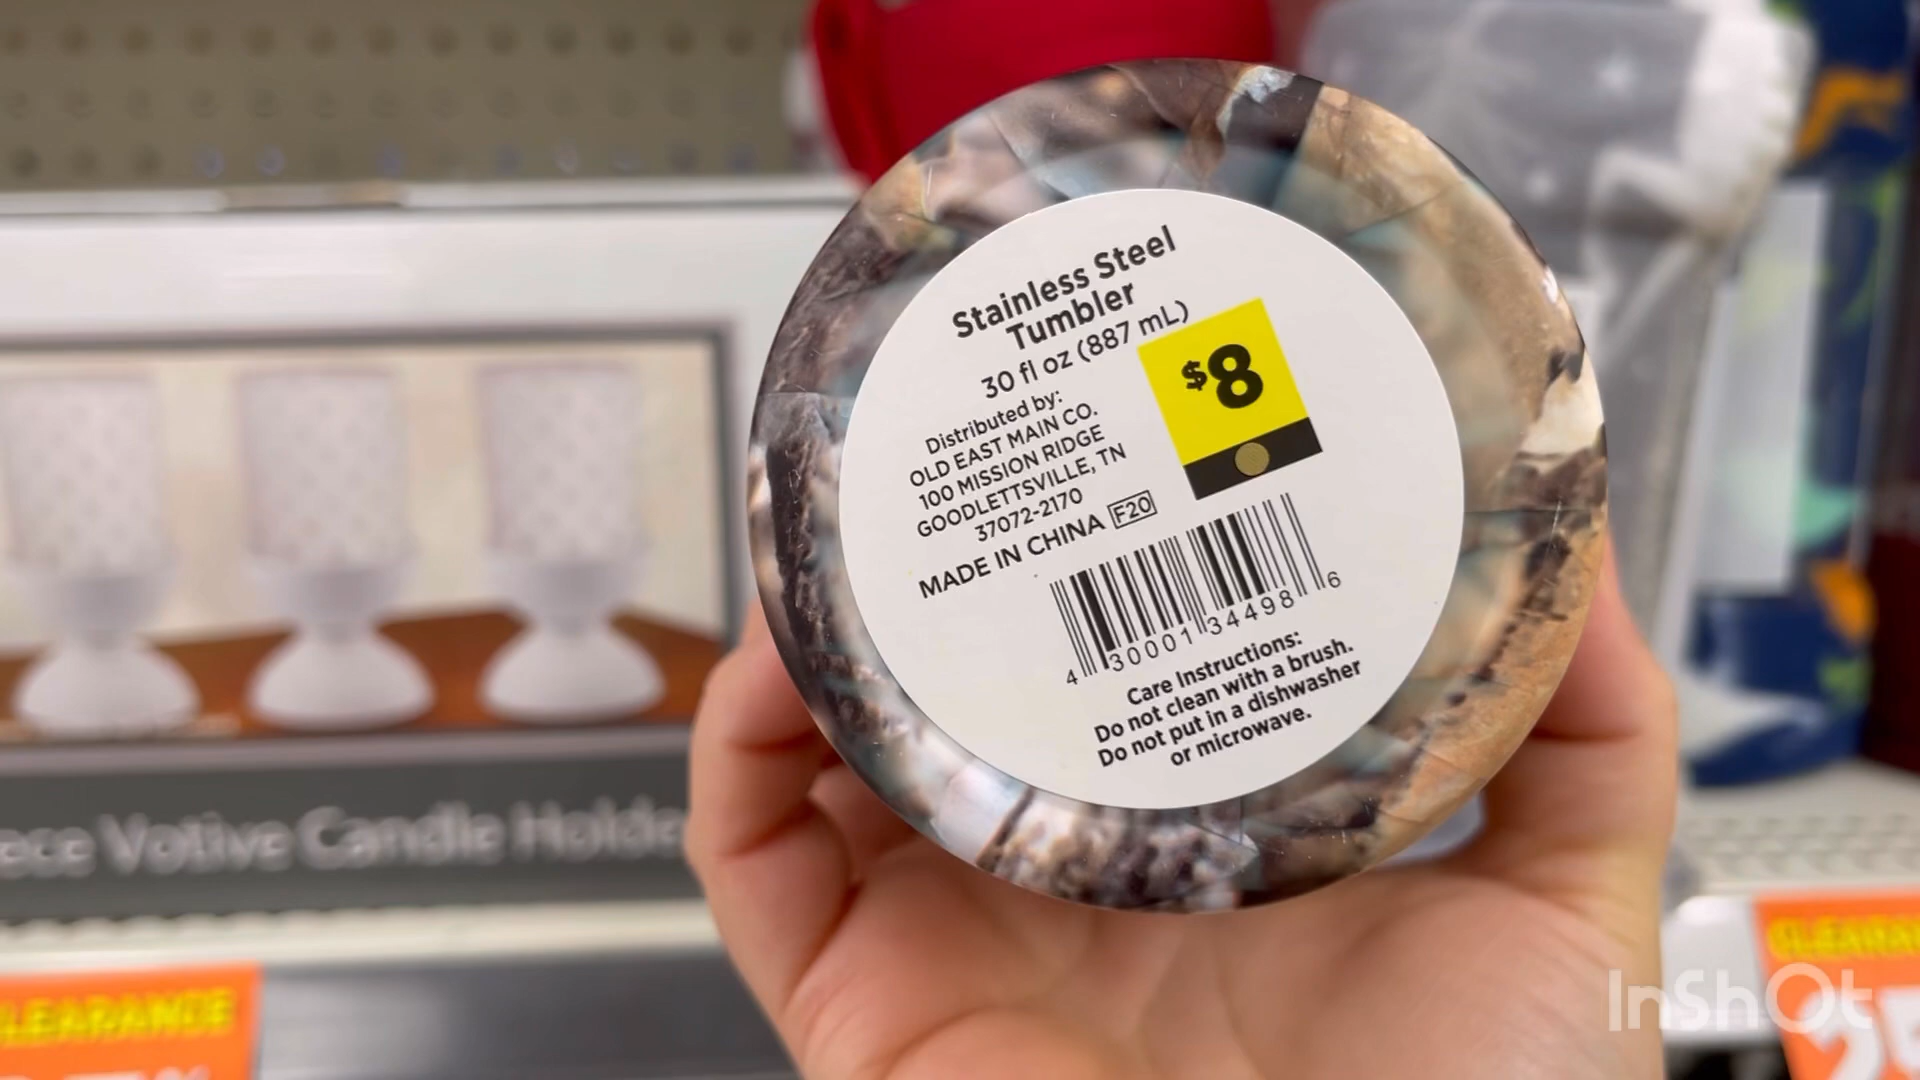 Stainless Steel
Tumbler
30 fl oz (887 mL)
$8
Distributed by:
OLD EAST MAIN CO.
100 MISSION RIDGE
GOODLETTSVILLE, TN
37072-2170
MADE IN CHINA F20
4 30001 34498 6
Care Instructions:
Do not clean with a brush.
Do not put in a dishwasher
or microwave.
Votive Candle Holde
CLEARANCE
CLEARAN
InShOt